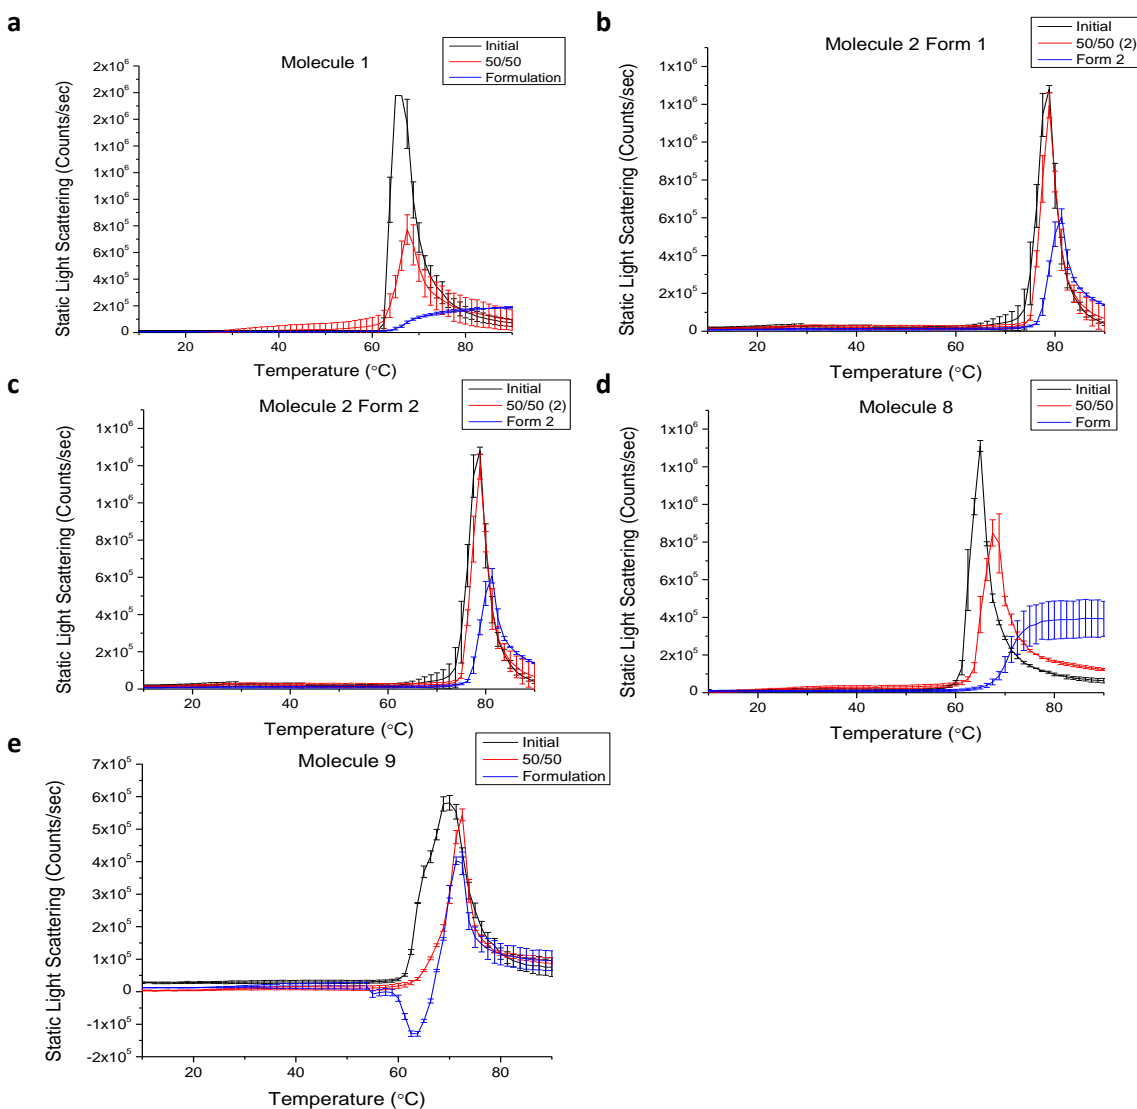 a
Molecule 1
Initial
50/50
Formulation
2x10⁶
2x10⁶
1x10⁶
1x10⁶
1x10⁶
8x10⁵
6x10⁵
4x10⁵
2x10⁵
0
Static Light Scattering (Counts/sec)
20 40 60 80
Temperature (°C)
b
Molecule 2 Form 1
Initial
50/50 (2)
Form 2
1x10⁶
1x10⁶
1x10⁶
8x10⁵
6x10⁵
4x10⁵
2x10⁵
0
Static Light Scattering (Counts/sec)
20 40 60 80
Temperature (°C)
c
Molecule 2 Form 2
Initial
50/50 (2)
Form 2
1x10⁶
1x10⁶
1x10⁶
8x10⁵
6x10⁵
4x10⁵
2x10⁵
0
Static Light Scattering (Counts/sec)
20 40 60 80
Temperature (°C)
d
Molecule 8
Initial
50/50
Form
1x10⁶
1x10⁶
1x10⁶
8x10⁵
6x10⁵
4x10⁵
2x10⁵
0
Static Light Scattering (Counts/sec)
20 40 60 80
Temperature (°C)
e
Molecule 9
Initial
50/50
Formulation
7x10⁵
6x10⁵
5x10⁵
4x10⁵
3x10⁵
2x10⁵
1x10⁵
0
-1x10⁵
-2x10⁵
Static Light Scattering (Counts/sec)
20 40 60 80
Temperature (°C)